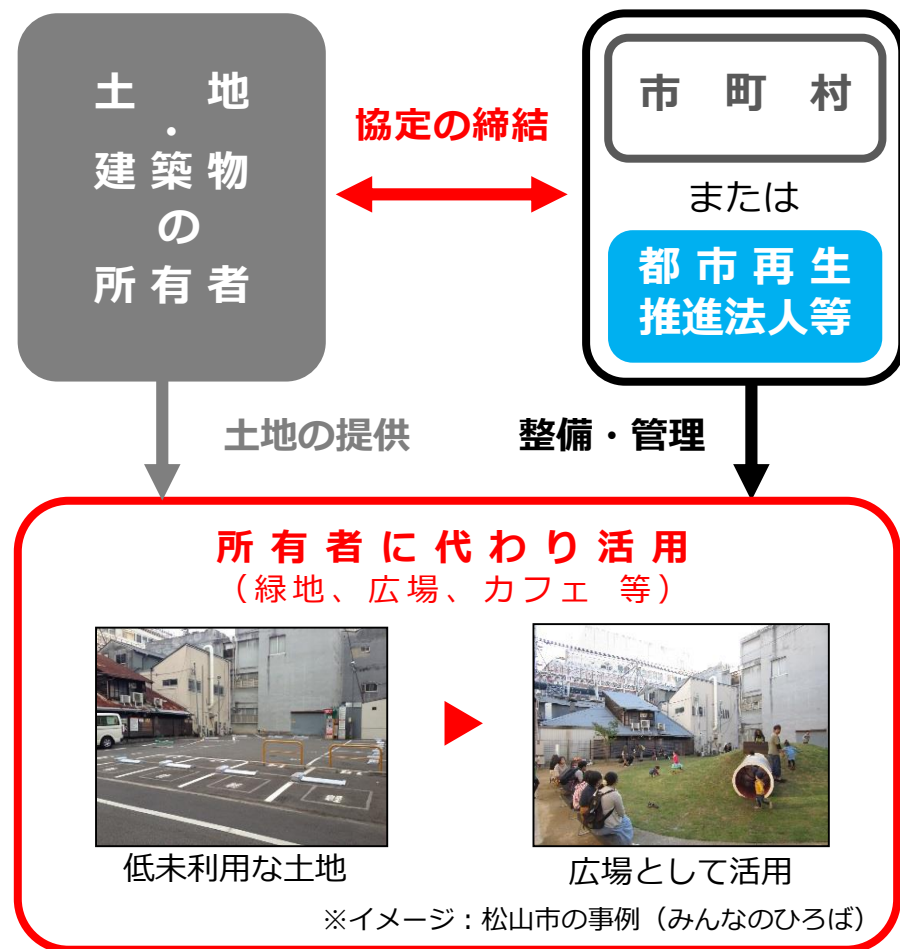 土地
・
建築物
の
所有者
協定の締結
市町村
または
都市再生
推進法人等
土地の提供
整備・管理
所有者に代わり活用
（緑地、広場、カフェ 等）
低未利用な土地
広場として活用
※イメージ：松山市の事例（みんなのひろば）